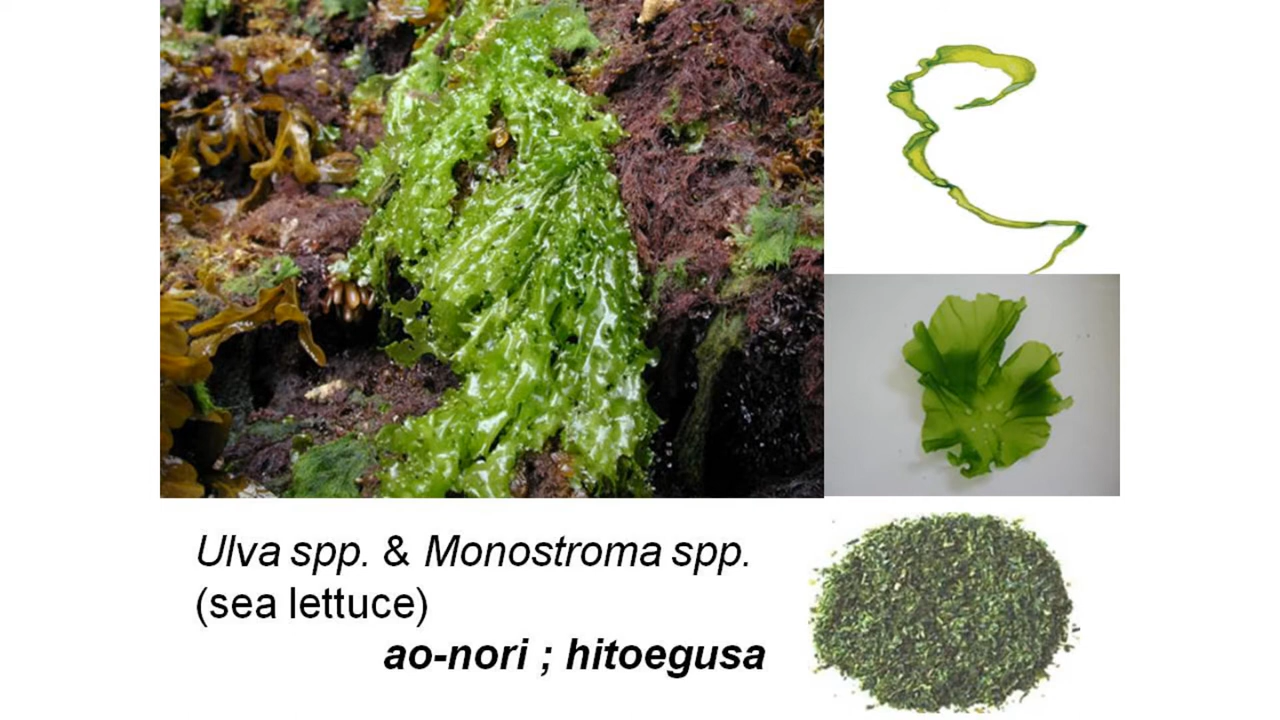 Ulva spp. & Monostroma spp.
(sea lettuce)
ao-nori ; hitoegusa